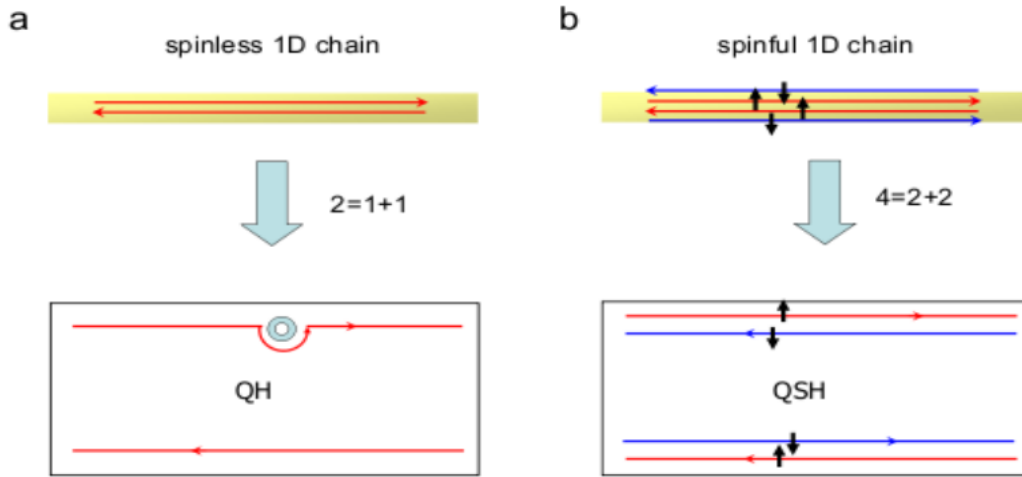 a
spinless 1D chain
2=1+1
QH
b
spinful 1D chain
4=2+2
QSH